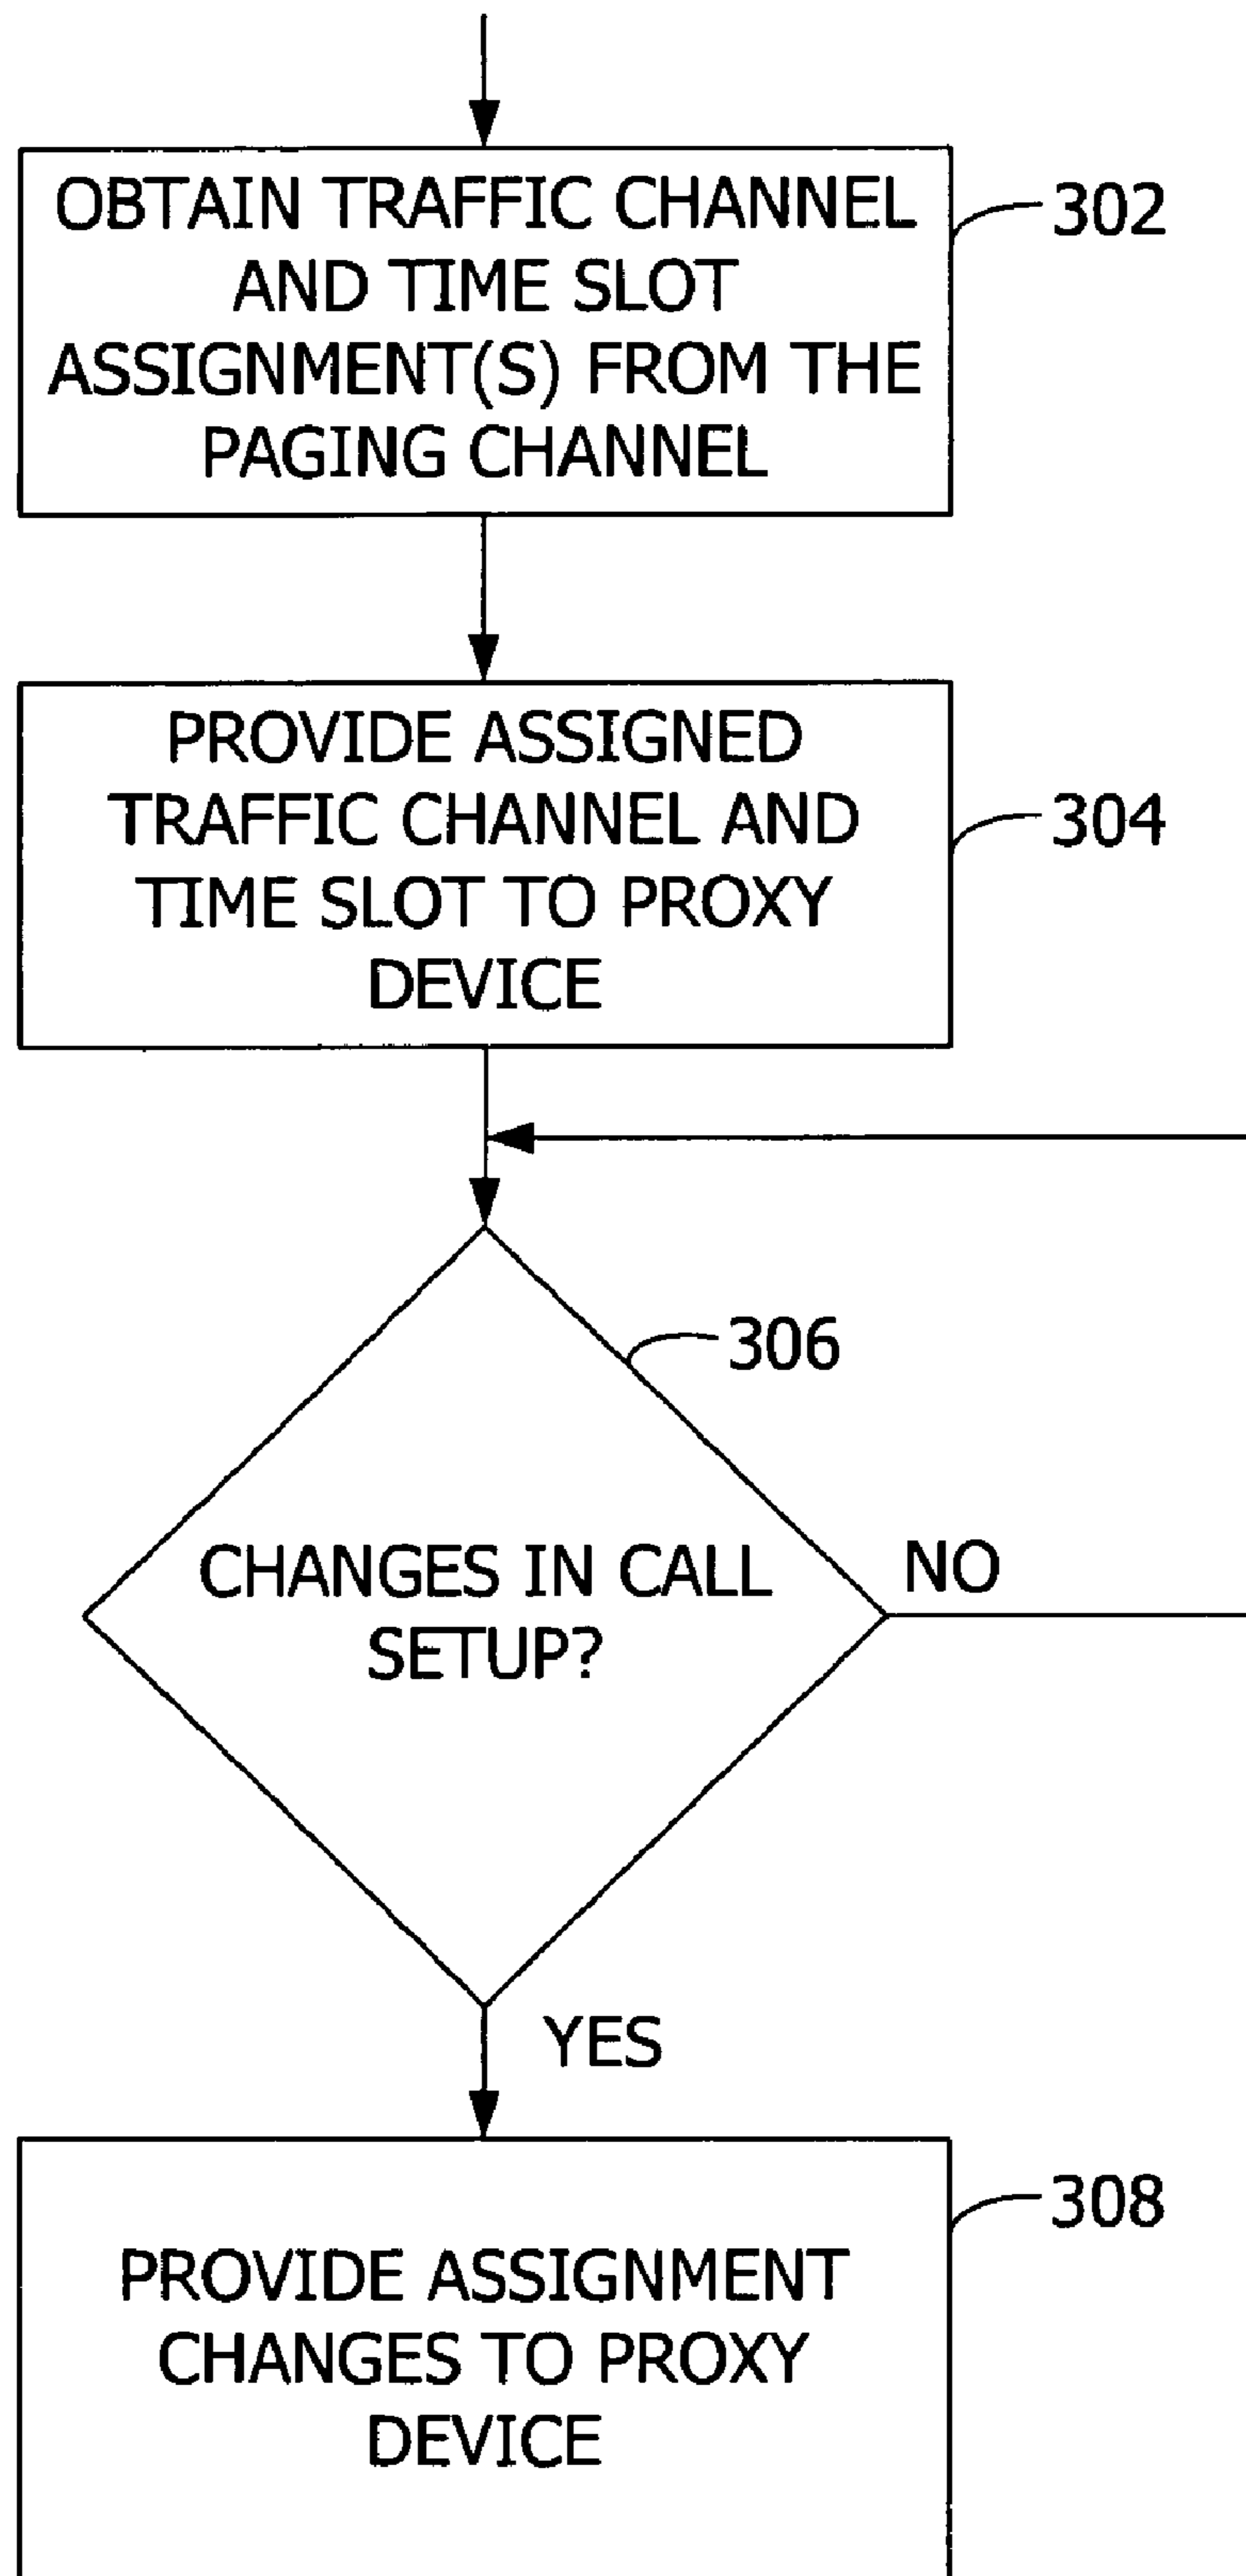 OBTAIN TRAFFIC CHANNEL
AND TIME SLOT
ASSIGNMENT(S) FROM THE
PAGING CHANNEL
302
PROVIDE ASSIGNED
TRAFFIC CHANNEL AND
TIME SLOT TO PROXY
DEVICE
304
306
CHANGES IN CALL
SETUP?
NO
YES
308
PROVIDE ASSIGNMENT
CHANGES TO PROXY
DEVICE